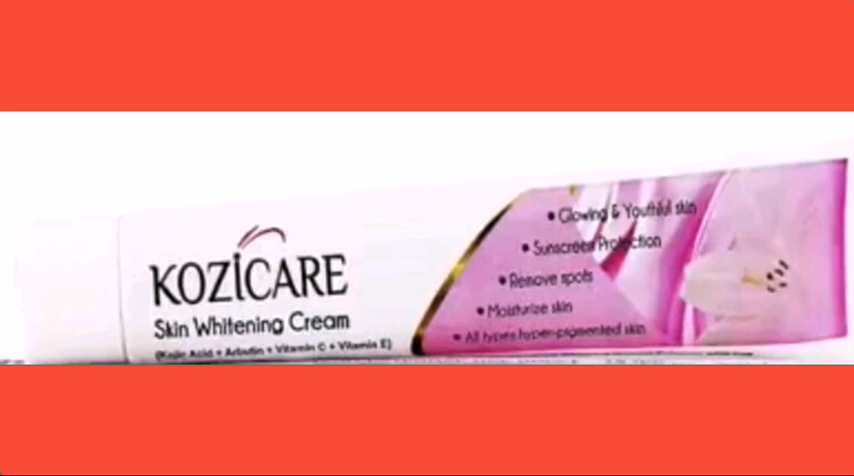 KOZICARE
Skin Whitening Cream
(Kojic Acid + Arbutin + Vitamin C + Vitamin E)
• Glowing & Youthful skin
• Sunscreen Protection
• Remove spots
• Moisturize skin
• All types hyper-pigmented skin